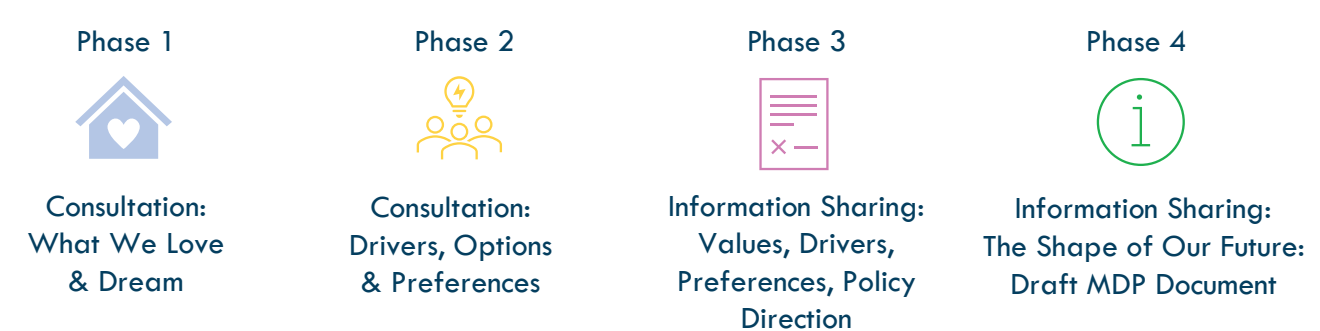 Phase 1
Consultation:
What We Love
& Dream
Phase 2
Consultation:
Drivers, Options
& Preferences
Phase 3
Information Sharing:
Values, Drivers,
Preferences, Policy
Direction
Phase 4
Information Sharing:
The Shape of Our Future:
Draft MDP Document